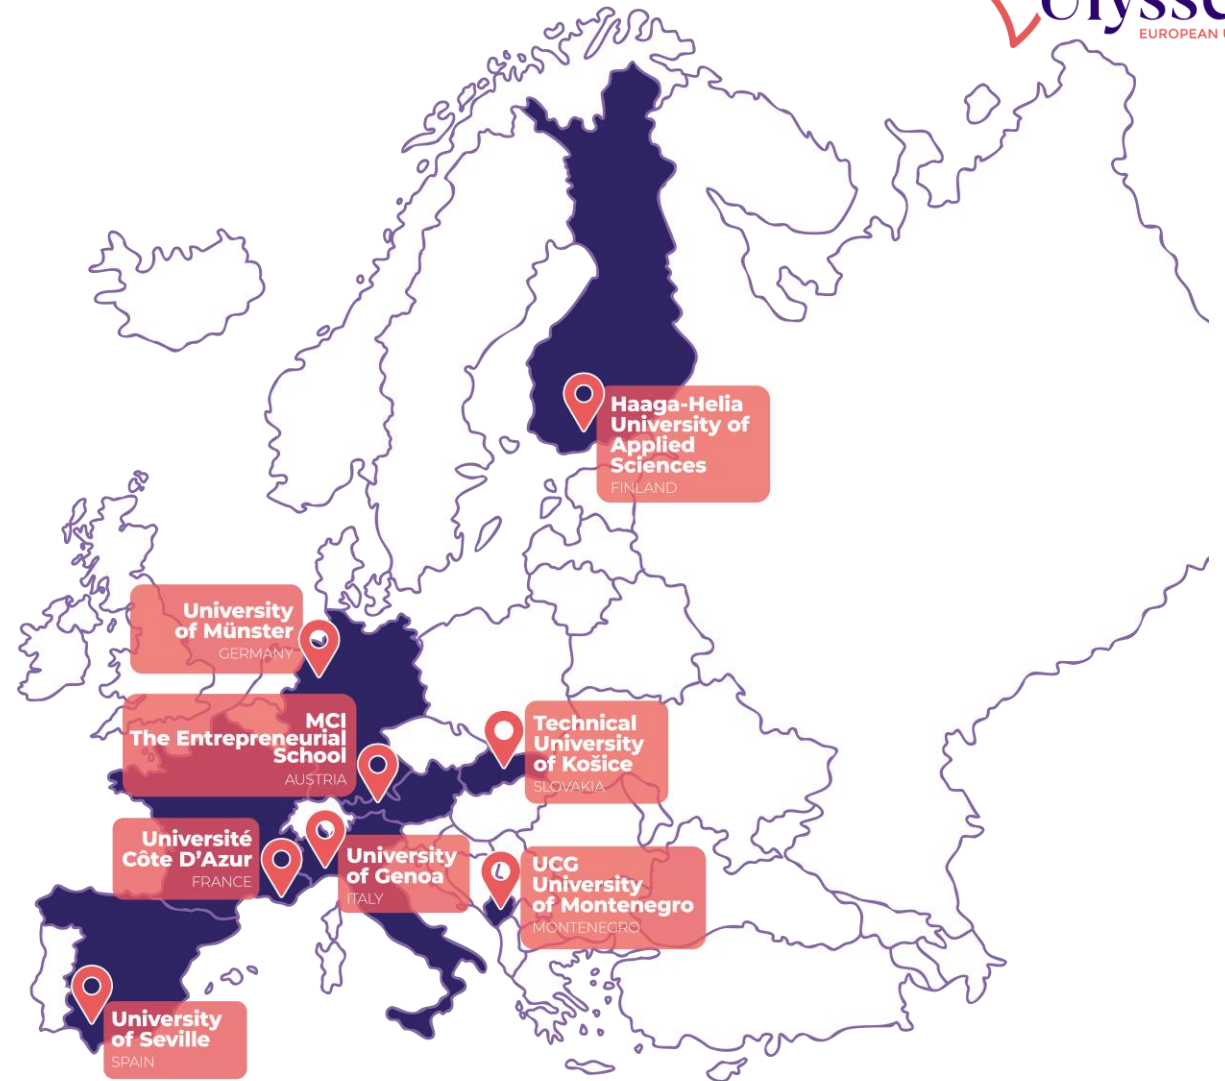 EUROPEAN U
Haaga-Helia
University of
Applied
Sciences
FINLAND
University
of Münster
GERMANY
MCI
The Entrepreneurial
School
AUSTRIA
Technical
University
of Košice
SLOVAKIA
Université
Côte D’Azur
FRANCE
University
of Genoa
ITALY
UCG
University
of Montenegro
MONTENEGRO
University
of Seville
SPAIN